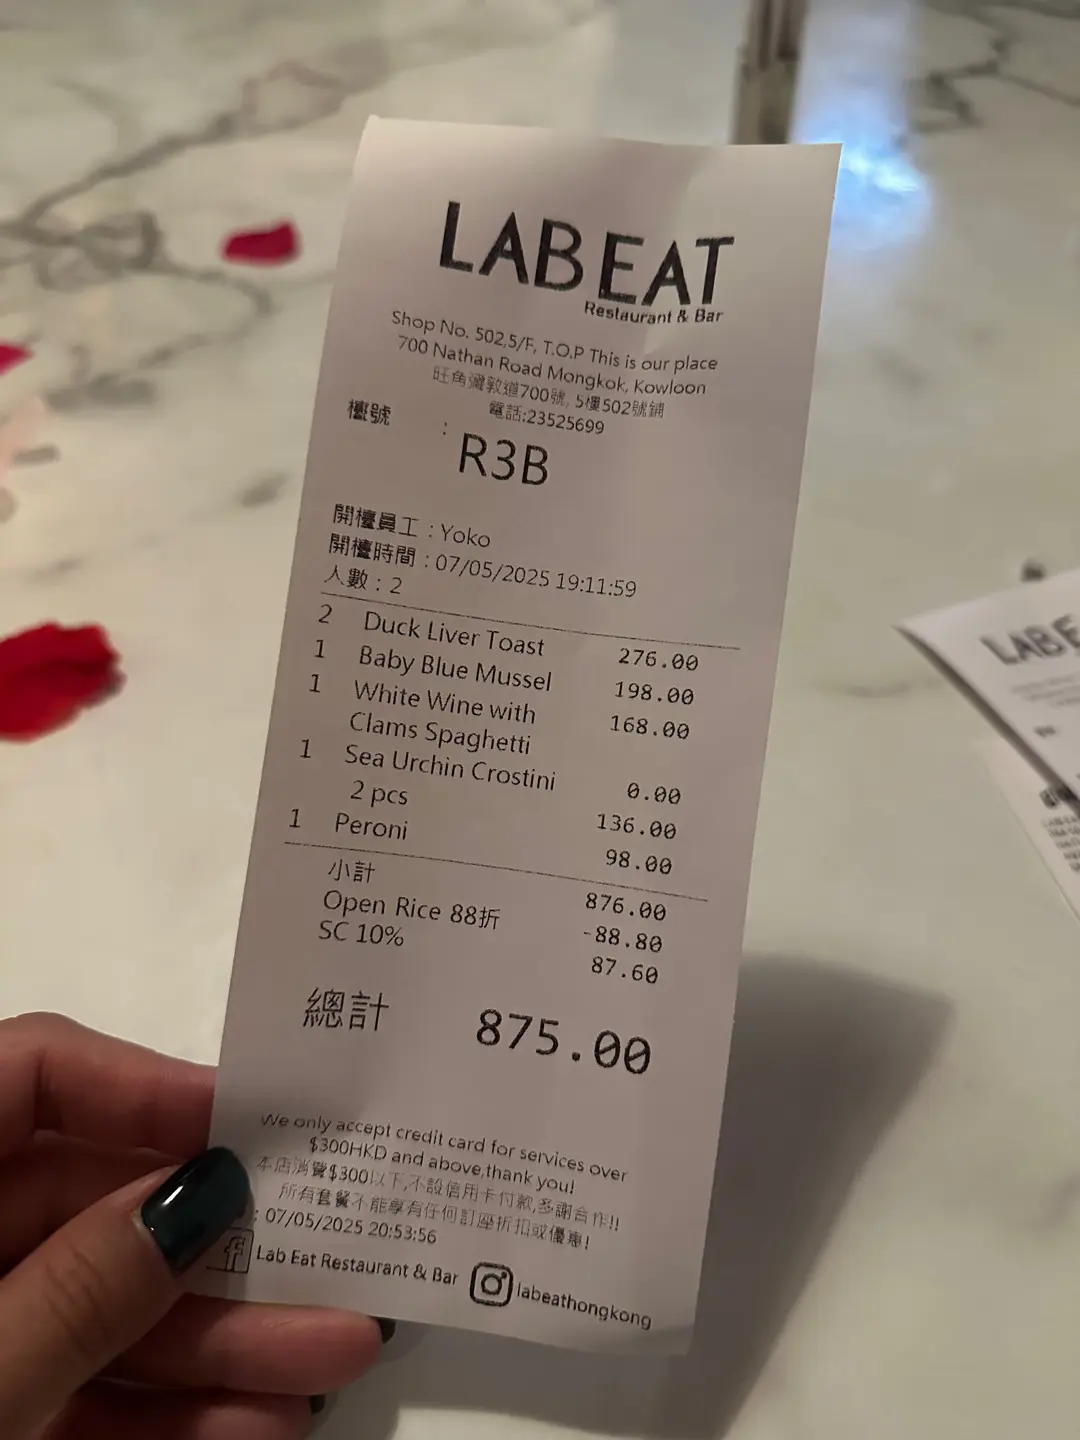 LAB EAT
Restaurant & Bar
Shop No. 502,5/F, T.O.P This is our place
700 Nathan Road Mongkok, Kowloon
旺角彌敦道700號, 5樓502號鋪
電話:23525699
檯號 : R3B
開檯員工 : Yoko
開檯時間 : 07/05/2025 19:11:59
人數 : 2
2 Duck Liver Toast 276.00
1 Baby Blue Mussel 198.00
1 White Wine with 168.00
Clams Spaghetti
1 Sea Urchin Crostini 0.00
2 pcs 136.00
1 Peroni 98.00
小計 876.00
Open Rice 88折 -88.80
SC 10% 87.60
總計 875.00
We only accept credit card for services over
$300HKD and above,thank you!
本店消費$300以下,不設信用卡付款,多謝合作!!
所有套餐不能享有任何訂座折扣或優惠!
: 07/05/2025 20:53:56
Lab Eat Restaurant & Bar labeathongkong
LABE